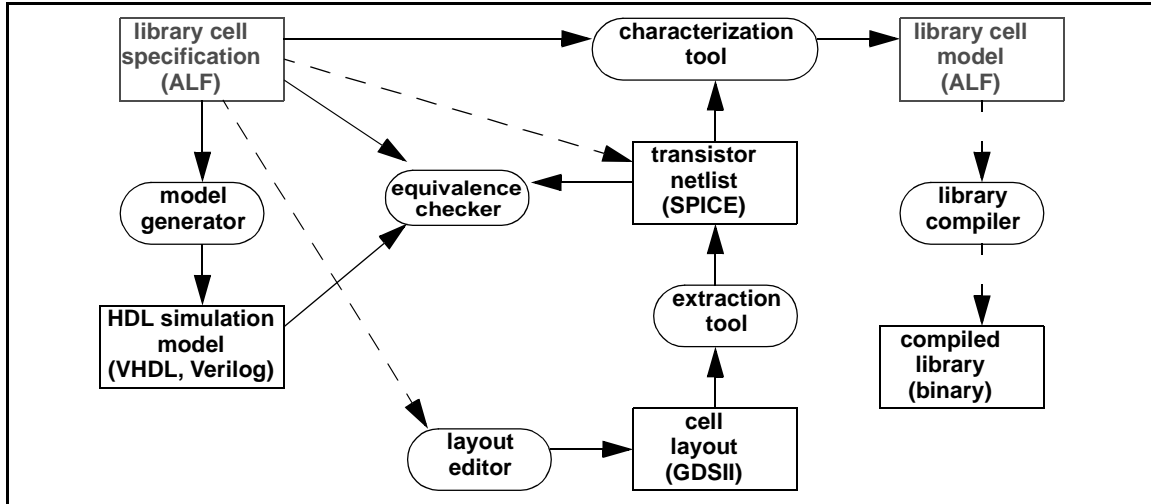 library cell
specification
(ALF)
characterization
tool
library cell
model
(ALF)
model
generator
equivalence
checker
transistor
netlist
(SPICE)
library
compiler
HDL simulation
model
(VHDL, Verilog)
extraction
tool
compiled
library
(binary)
layout
editor
cell
layout
(GDSII)